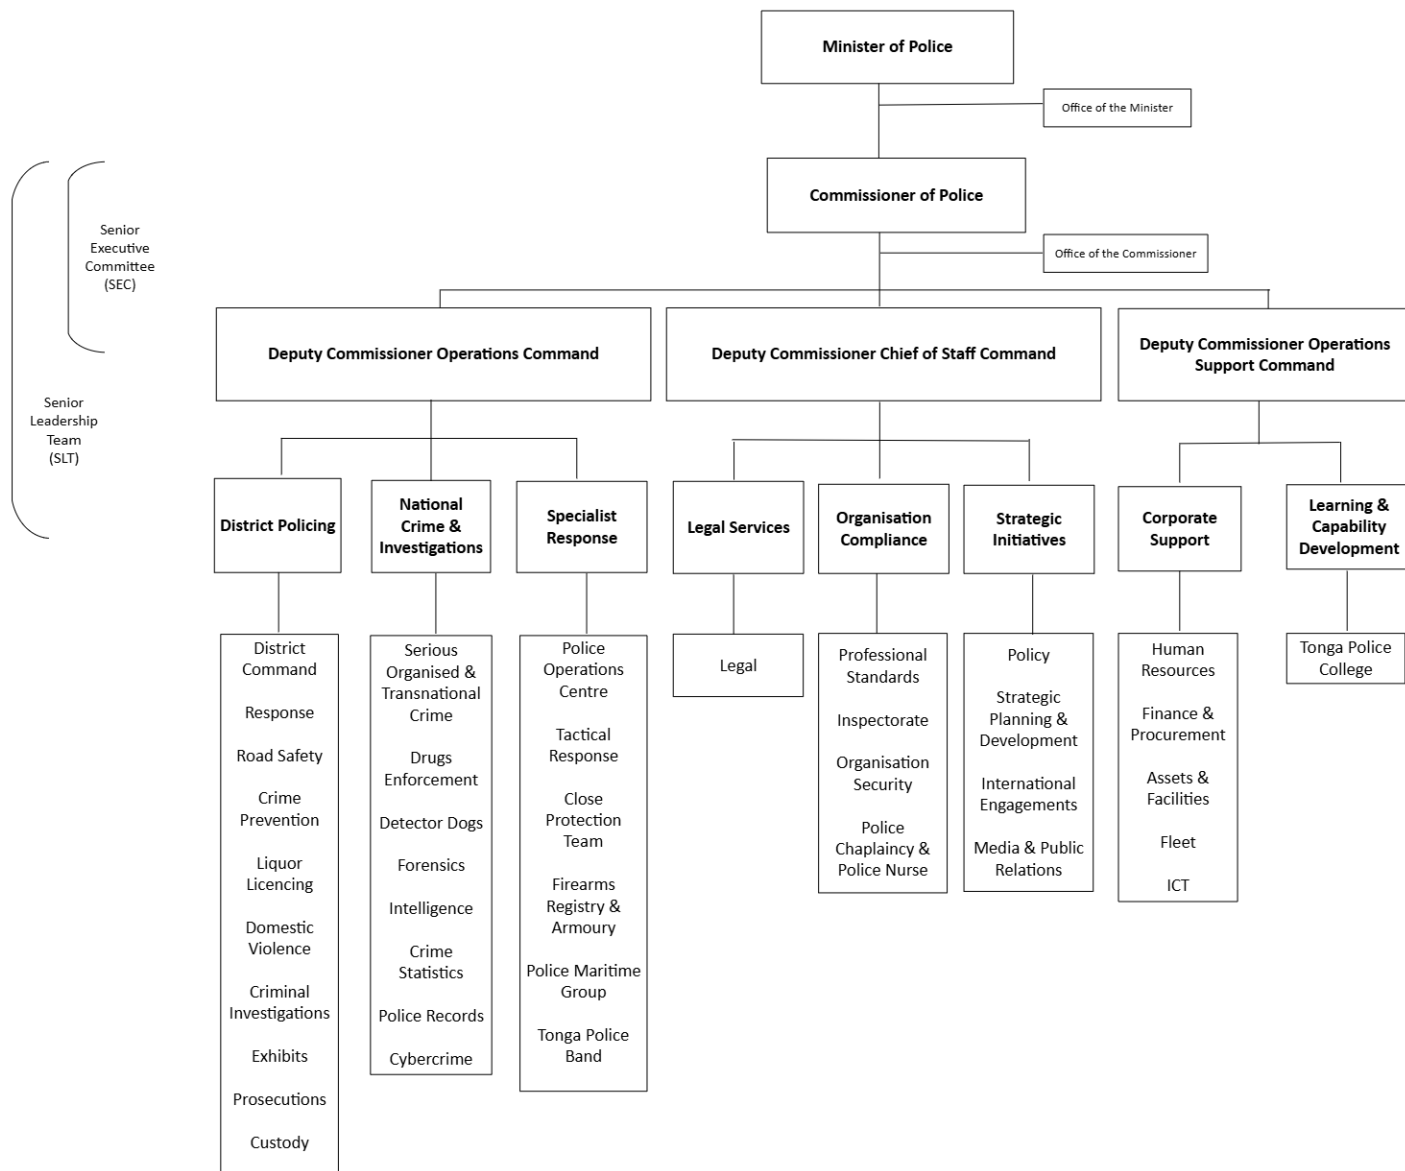 Minister of Police
Office of the Minister
Commissioner of Police
Office of the Commissioner
Senior
Executive
Committee
(SEC)
Senior
Leadership
Team
(SLT)
Deputy Commissioner Operations Command
Deputy Commissioner Chief of Staff Command
Deputy Commissioner Operations
Support Command
District Policing
National
Crime &
Investigations
Specialist
Response
Legal Services
Organisation
Compliance
Strategic
Initiatives
Corporate
Support
Learning &
Capability
Development
District
Command
Response
Road Safety
Crime
Prevention
Liquor
Licencing
Domestic
Violence
Criminal
Investigations
Exhibits
Prosecutions
Custody
Serious
Organised &
Transnational
Crime
Drugs
Enforcement
Detector Dogs
Forensics
Intelligence
Crime
Statistics
Police Records
Cybercrime
Police
Operations
Centre
Tactical
Response
Close
Protection
Team
Firearms
Registry &
Armoury
Police Maritime
Group
Tonga Police
Band
Legal
Professional
Standards
Inspectorate
Organisation
Security
Police
Chaplaincy &
Police Nurse
Policy
Strategic
Planning &
Development
International
Engagements
Media & Public
Relations
Human
Resources
Finance &
Procurement
Assets &
Facilities
Fleet
ICT
Tonga Police
College